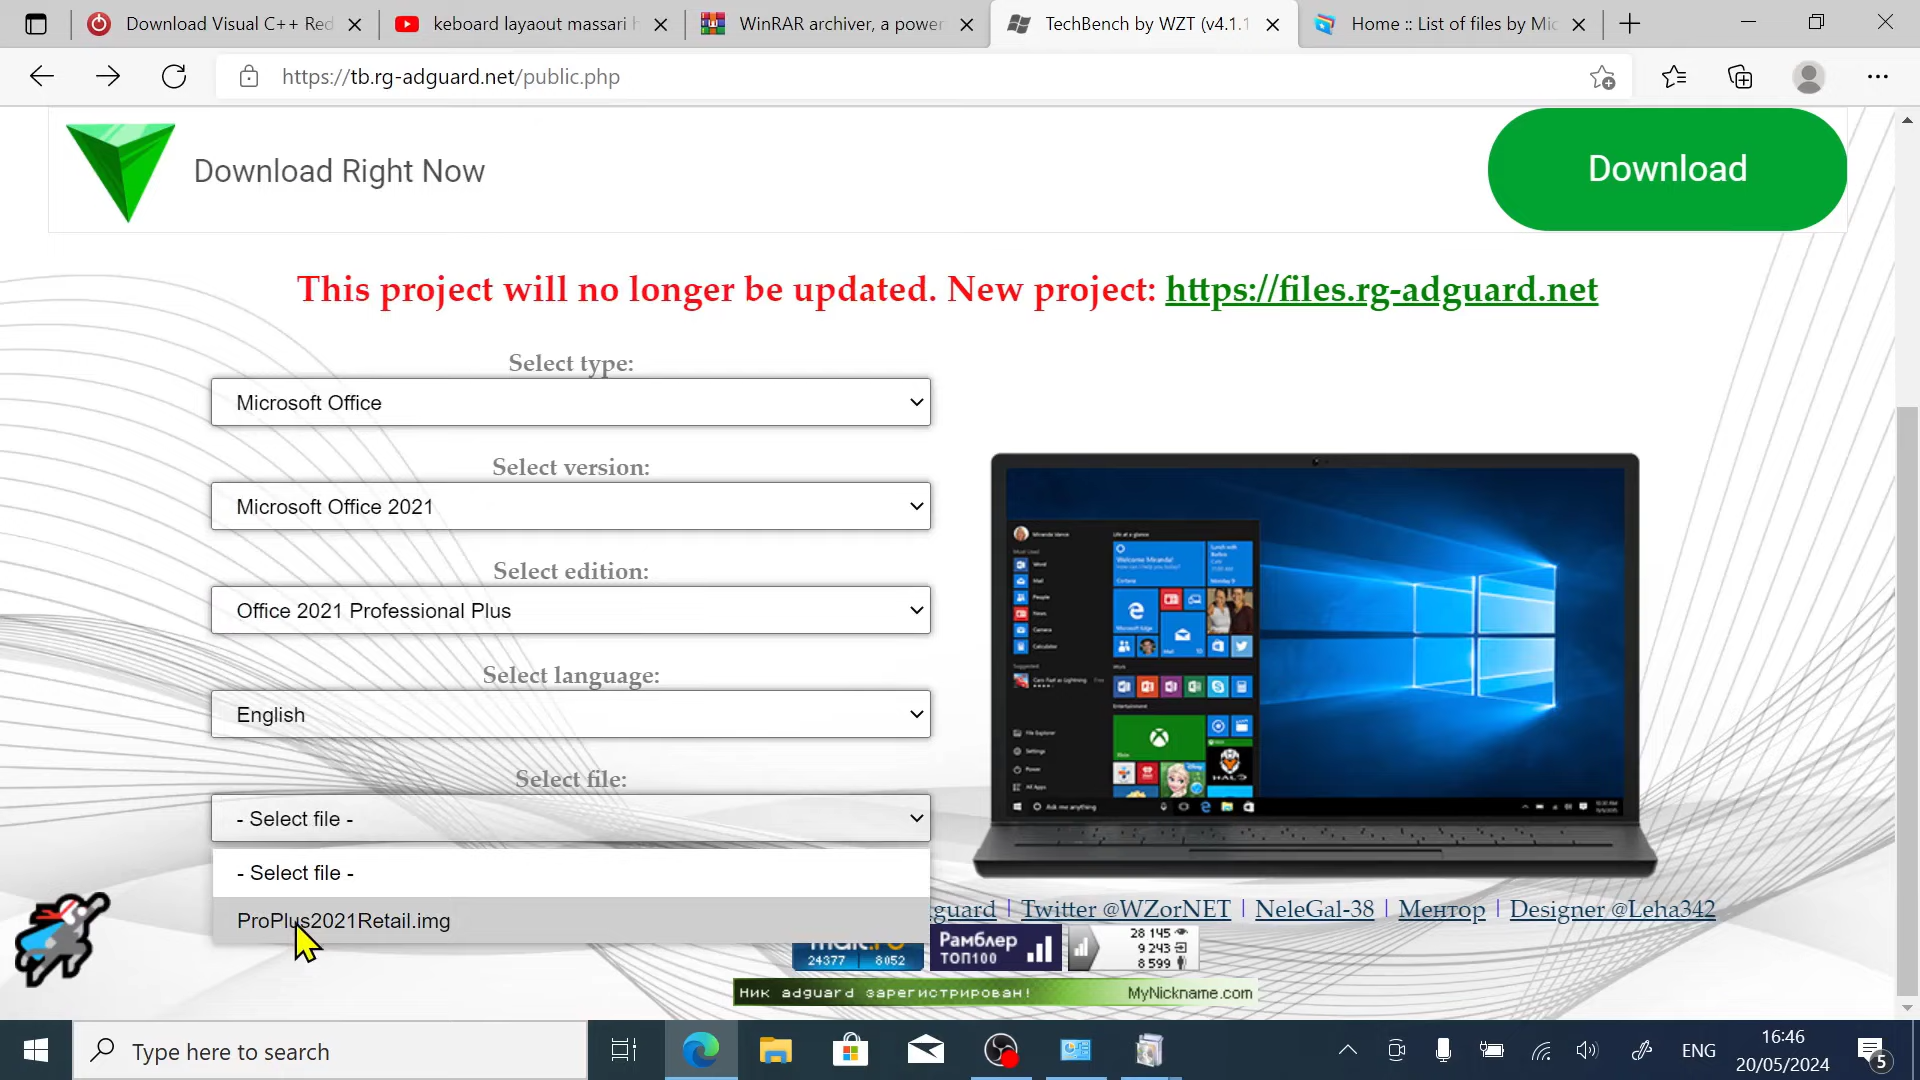 Download Visual C++ Red
keboard layaout massari h
WinRAR archiver, a power
TechBench by WZT (v4.1.1
Home :: List of files by Mic
https://tb.rg-adguard.net/public.php
Download Right Now
Download
This project will no longer be updated. New project: https://files.rg-adguard.net
Select type:
Microsoft Office
Select version:
Microsoft Office 2021
Select edition:
Office 2021 Professional Plus
Select language:
English
Select file:
- Select file -
- Select file -
ProPlus2021Retail.img
guard | Twitter @WZorNET | NeleGal-38 | Ментор | Designer @Leha342
24377 8052
Рамблер
ТОП100
28 145
9 243
8 599
Ник adguard зарегистрирован! MyNickname.com
Type here to search
ENG
16:46
20/05/2024
5